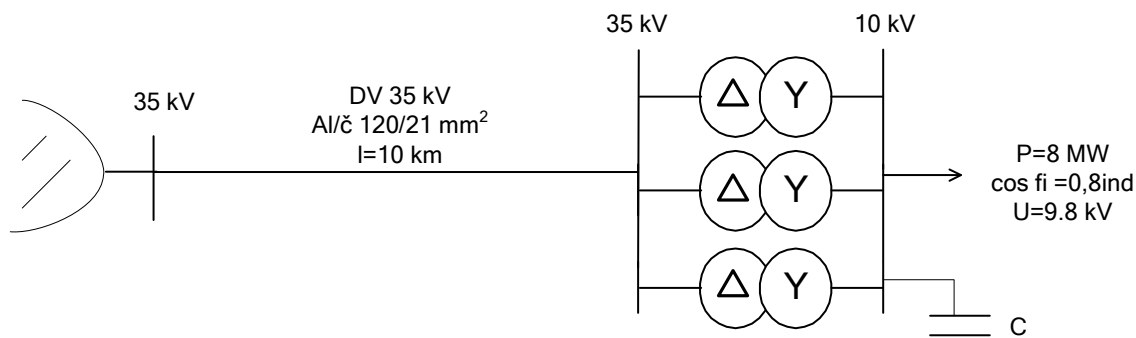 35 kV
10 kV
35 kV
DV 35 kV
Al/č 120/21 mm²
l=10 km
Δ Y
Δ Y
Δ Y
P=8 MW
cos fi =0,8ind
U=9.8 kV
C